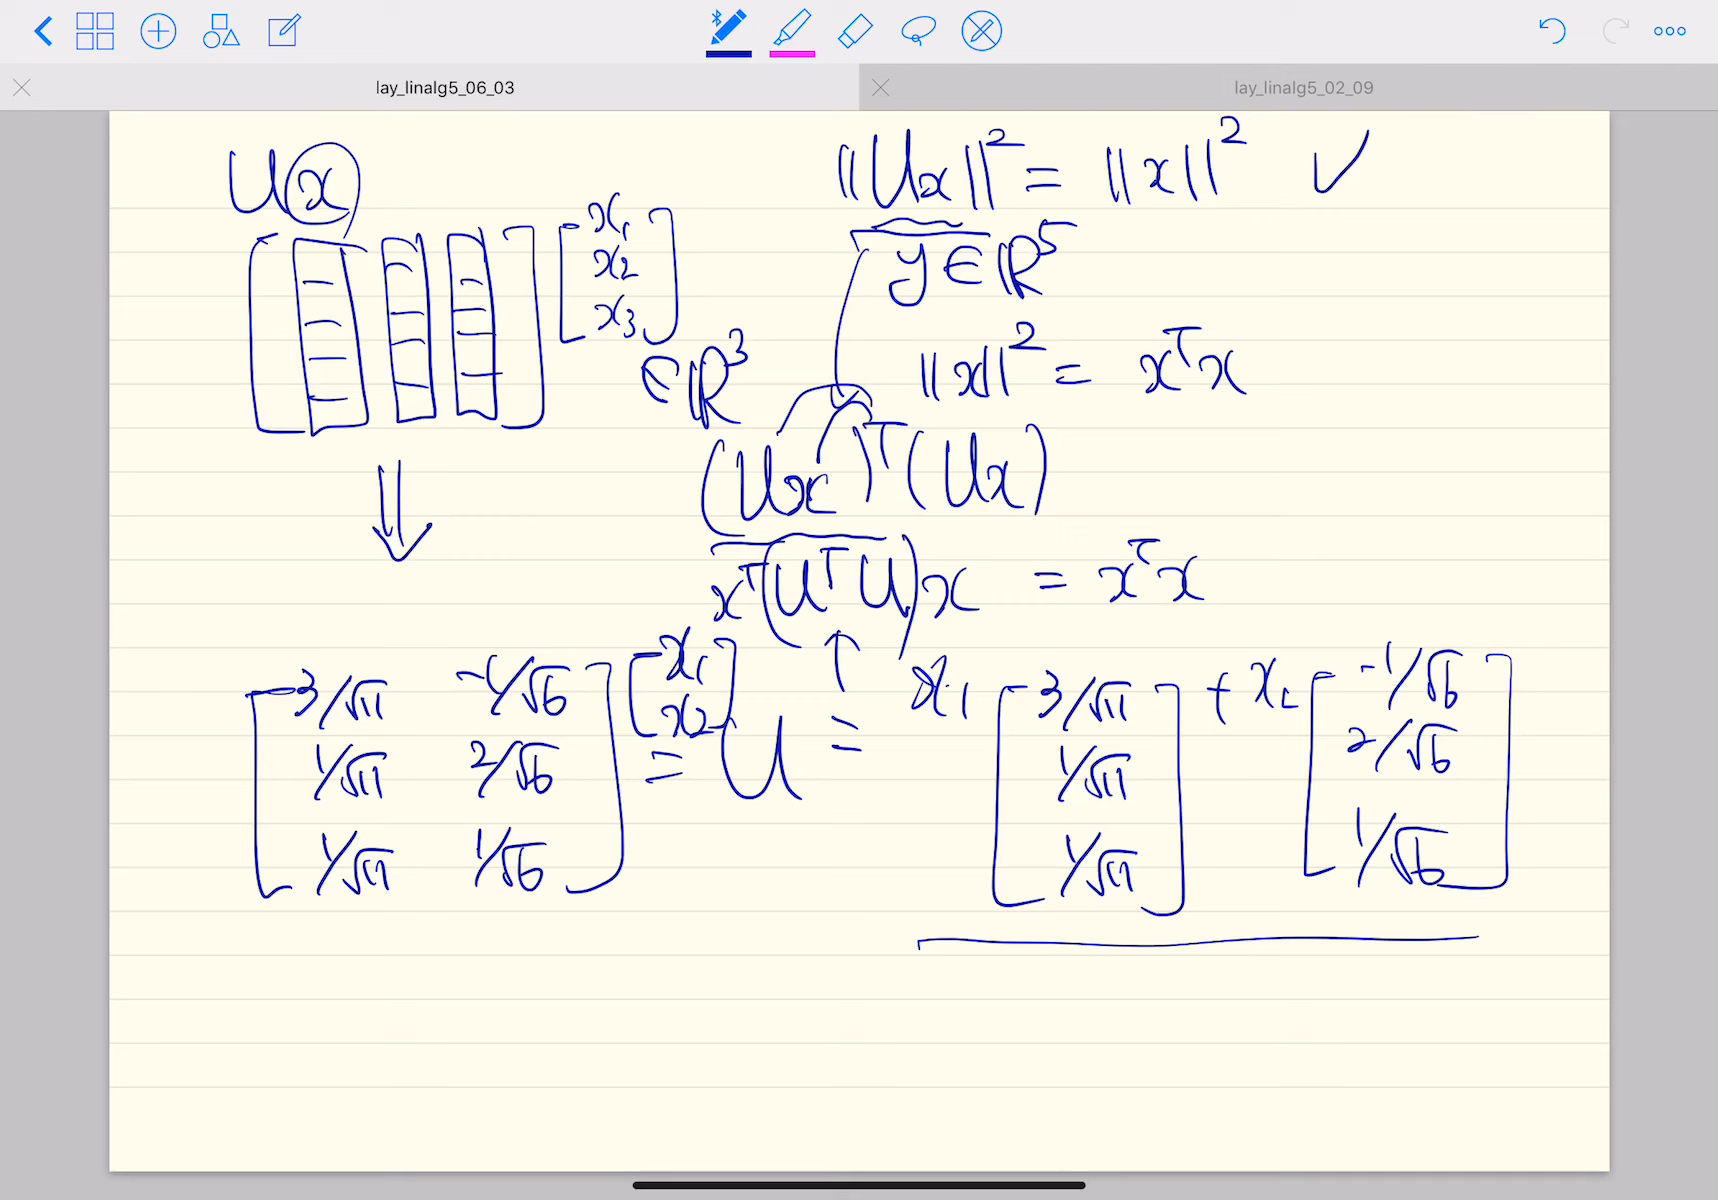 lay_linalg5_06_03
lay_linalg5_02_09
Ux
[ ] [x₁ x₂ x₃]
∈ℝ³
‖Ux‖² = ‖x‖² ✓
y ∈ ℝ⁵
‖x‖² = xᵀx
(Ux)ᵀ(Ux)
xᵀ(UᵀU)x = xᵀx
[3/√11 -1/√6
1/√11 2/√6
1/√11 1/√6] [x₁ x₂] = U =
x₁ [3/√11 1/√11 1/√11] + x₂ [-1/√6 2/√6 1/√6]